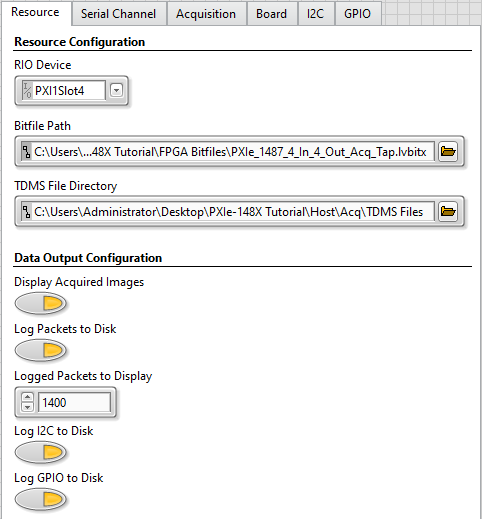 Resource Serial Channel Acquisition Board I2C GPIO
Resource Configuration
RIO Device
I/O PXI1Slot4
Bitfile Path
C:\Users\...48X Tutorial\FPGA Bitfiles\PXIe_1487_4_In_4_Out_Acq_Tap.lvbitx
TDMS File Directory
C:\Users\Administrator\Desktop\PXIe-148X Tutorial\Host\Acq\TDMS Files
Data Output Configuration
Display Acquired Images
Log Packets to Disk
Logged Packets to Display
1400
Log I2C to Disk
Log GPIO to Disk